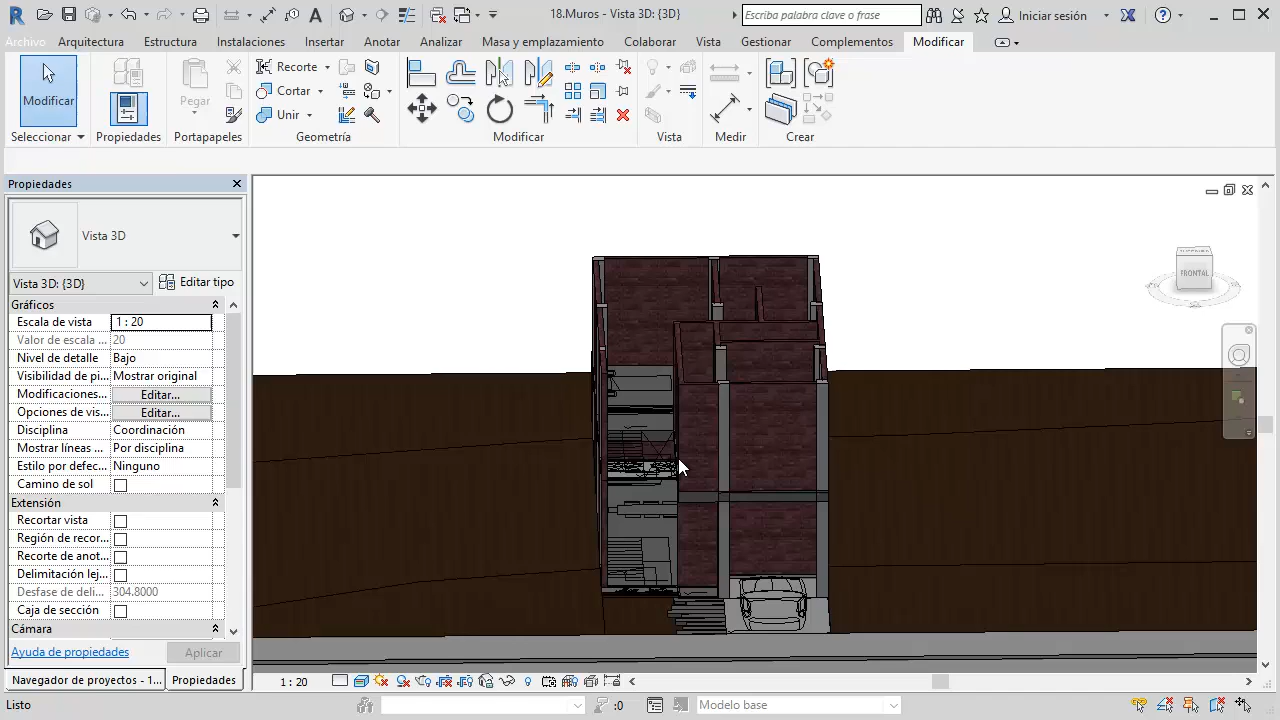 18.Muros - Vista 3D: {3D}
Escriba palabra clave o frase
Iniciar sesión
Archivo
Arquitectura
Estructura
Instalaciones
Insertar
Anotar
Analizar
Masa y emplazamiento
Colaborar
Vista
Gestionar
Complementos
Modificar
Modificar
Pegar
Recorte
Cortar
Unir
Seleccionar
Propiedades
Portapapeles
Geometría
Modificar
Vista
Medir
Crear
Propiedades
Vista 3D
Vista 3D: {3D}
Editar tipo
Gráficos
Escala de vista
1 : 20
Valor de escala
20
Nivel de detalle
Bajo
isibilidad de p...
Mostrar original
Modificaciones...
Editar...
Opciones de vis...
Editar...
Disciplina
Coordinación
Mostrar líneas ...
Por disciplina
Estilo por defec...
Ninguno
Camino de sol
Extensión
Recortar vista
Región de recor...
Recorte de anot...
Delimitación lej...
Desfase de deli...
304.8000
Caja de sección
Cámara
Ayuda de propiedades
Aplicar
Navegador de proyectos - 1...
Propiedades
1 : 20
FRONTAL
Listo
:0
Modelo base